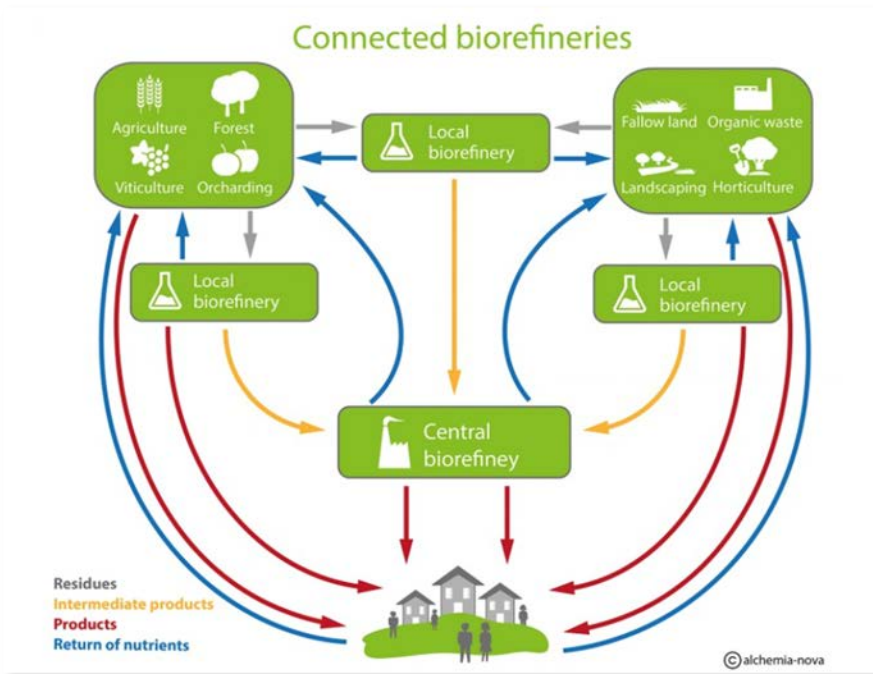 Connected biorefineries
Agriculture Forest
Viticulture Orcharding
Local
biorefinery
Fallow land Organic waste
Landscaping Horticulture
Local
biorefinery
Local
biorefinery
Central
biorefiney
Residues
Intermediate products
Products
Return of nutrients
©alchemia-nova